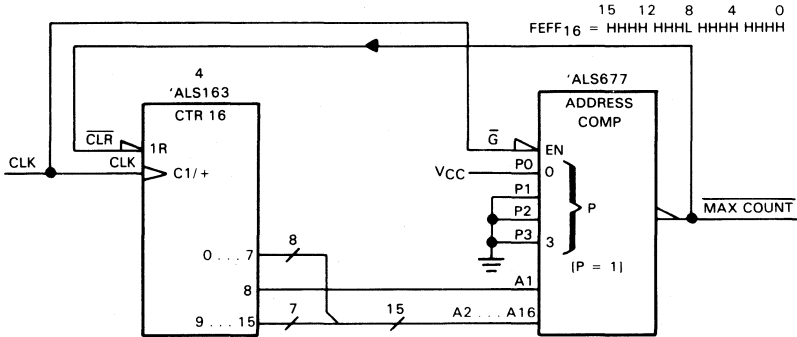 15 12 8 4 0
FEFF16 = HHHH HHHL HHHH HHHH
4
'ALS163
CTR 16
'ALS677
ADDRESS
COMP
CLR
1R
G
EN
CLK
CLK
C1/+
VCC
P0
0
P1
P2
P
P3
3
MAX COUNT
(P = 1)
0 . . . 7
8
8
A1
9 . . . 15
7
15
A2 . . . A16